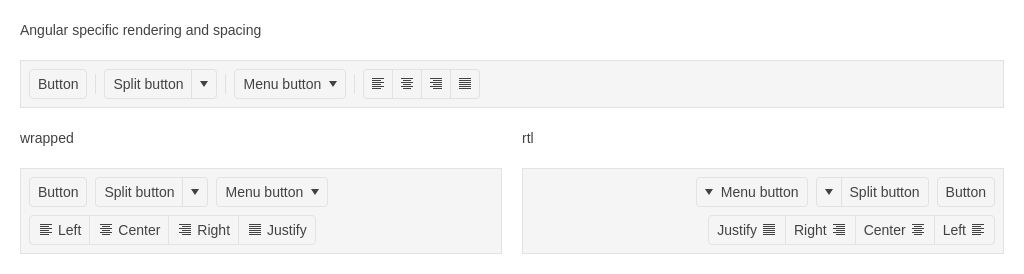 Angular specific rendering and spacing
Button Split button Menu button
wrapped
rtl
Button Split button Menu button
Left Center Right Justify
Menu button Split button Button
Justify Right Center Left